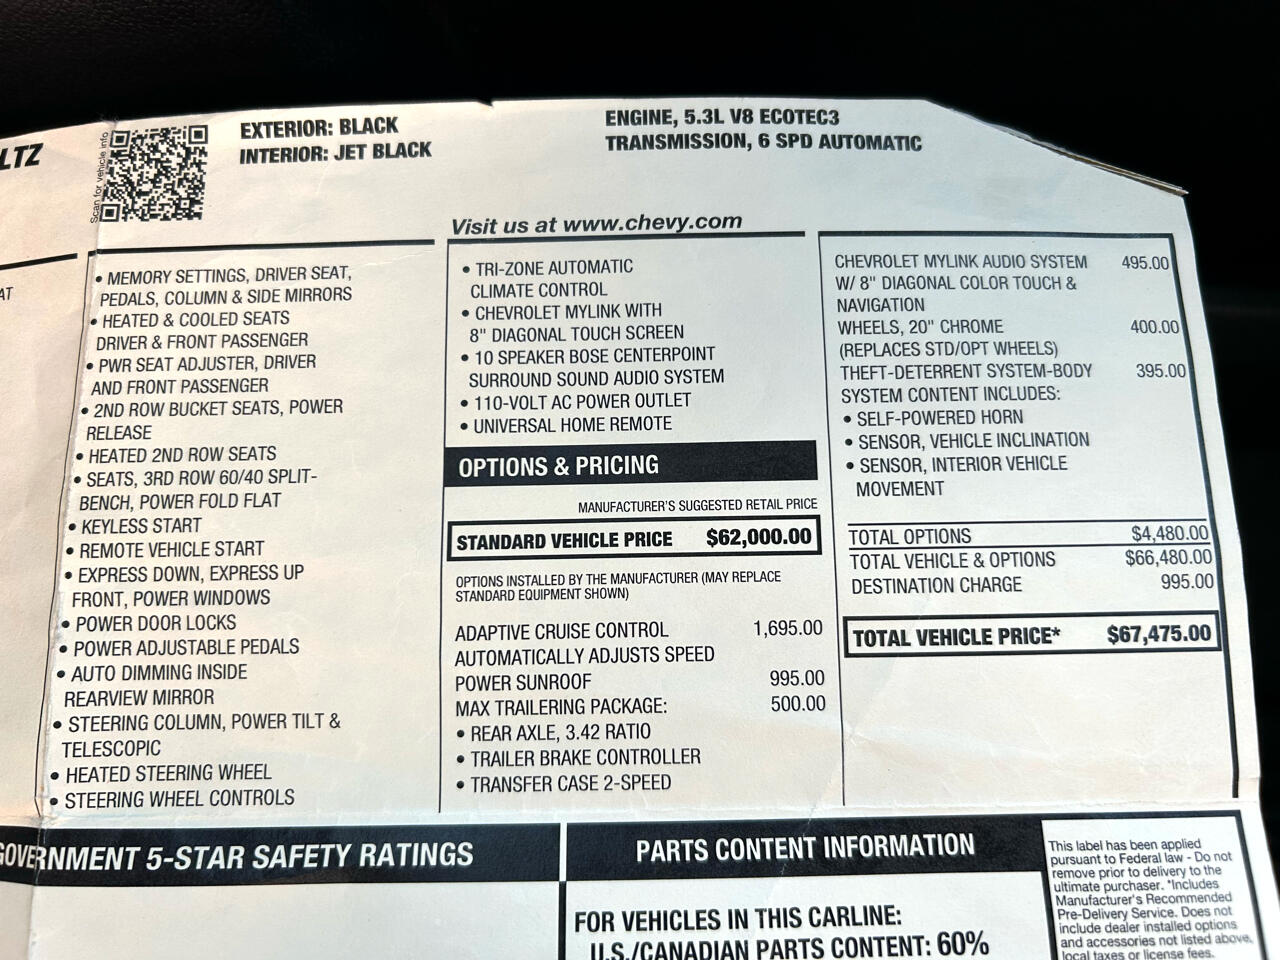 LTZ
Scan for vehicle info
EXTERIOR: BLACK
INTERIOR: JET BLACK
ENGINE, 5.3L V8 ECOTEC3
TRANSMISSION, 6 SPD AUTOMATIC
Visit us at www.chevy.com
AT
• MEMORY SETTINGS, DRIVER SEAT,
PEDALS, COLUMN & SIDE MIRRORS
• HEATED & COOLED SEATS
DRIVER & FRONT PASSENGER
• PWR SEAT ADJUSTER, DRIVER
AND FRONT PASSENGER
• 2ND ROW BUCKET SEATS, POWER
RELEASE
• HEATED 2ND ROW SEATS
• SEATS, 3RD ROW 60/40 SPLIT-
BENCH, POWER FOLD FLAT
• KEYLESS START
• REMOTE VEHICLE START
• EXPRESS DOWN, EXPRESS UP
FRONT, POWER WINDOWS
• POWER DOOR LOCKS
• POWER ADJUSTABLE PEDALS
• AUTO DIMMING INSIDE
REARVIEW MIRROR
• STEERING COLUMN, POWER TILT &
TELESCOPIC
• HEATED STEERING WHEEL
• STEERING WHEEL CONTROLS
• TRI-ZONE AUTOMATIC
CLIMATE CONTROL
• CHEVROLET MYLINK WITH
8" DIAGONAL TOUCH SCREEN
• 10 SPEAKER BOSE CENTERPOINT
SURROUND SOUND AUDIO SYSTEM
• 110-VOLT AC POWER OUTLET
• UNIVERSAL HOME REMOTE
OPTIONS & PRICING
MANUFACTURER'S SUGGESTED RETAIL PRICE
STANDARD VEHICLE PRICE $62,000.00
OPTIONS INSTALLED BY THE MANUFACTURER (MAY REPLACE
STANDARD EQUIPMENT SHOWN)
ADAPTIVE CRUISE CONTROL 1,695.00
AUTOMATICALLY ADJUSTS SPEED
POWER SUNROOF 995.00
MAX TRAILERING PACKAGE: 500.00
• REAR AXLE, 3.42 RATIO
• TRAILER BRAKE CONTROLLER
• TRANSFER CASE 2-SPEED
CHEVROLET MYLINK AUDIO SYSTEM 495.00
W/ 8" DIAGONAL COLOR TOUCH &
NAVIGATION
WHEELS, 20" CHROME 400.00
(REPLACES STD/OPT WHEELS)
THEFT-DETERRENT SYSTEM-BODY 395.00
SYSTEM CONTENT INCLUDES:
• SELF-POWERED HORN
• SENSOR, VEHICLE INCLINATION
• SENSOR, INTERIOR VEHICLE
MOVEMENT
TOTAL OPTIONS $4,480.00
TOTAL VEHICLE & OPTIONS $66,480.00
DESTINATION CHARGE 995.00
TOTAL VEHICLE PRICE* $67,475.00
GOVERNMENT 5-STAR SAFETY RATINGS
PARTS CONTENT INFORMATION
FOR VEHICLES IN THIS CARLINE:
U.S./CANADIAN PARTS CONTENT: 60%
This label has been applied
pursuant to Federal law - Do not
remove prior to delivery to the
ultimate purchaser. *Includes
Manufacturer's Recommended
Pre-Delivery Service. Does not
include dealer installed options
and accessories not listed above,
local taxes or license fees.